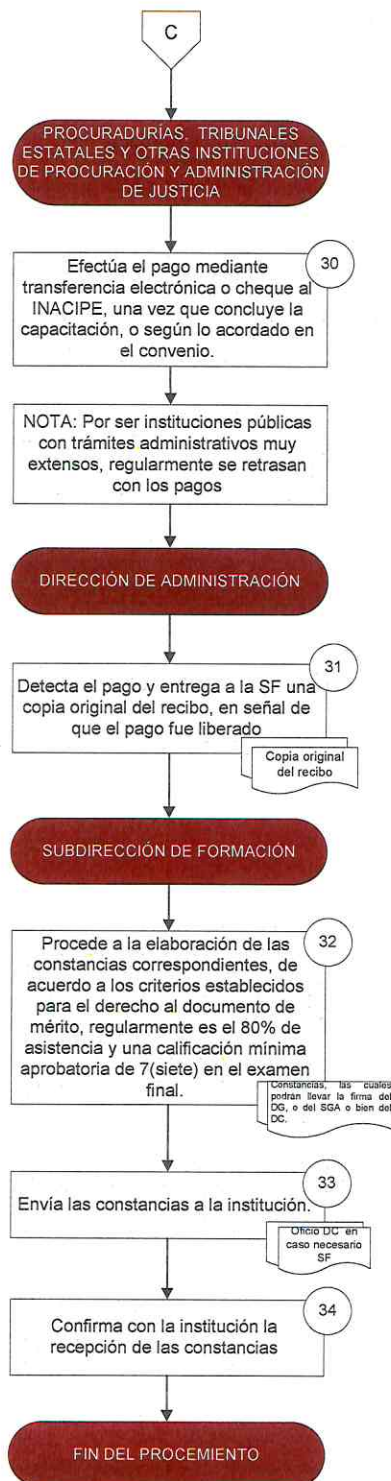 C
PROCURADURÍAS, TRIBUNALES
ESTATALES Y OTRAS INSTITUCIONES
DE PROCURACIÓN Y ADMINISTRACIÓN
DE JUSTICIA
30
Efectúa el pago mediante
transferencia electrónica o cheque al
INACIPE, una vez que concluye la
capacitación, o según lo acordado en
el convenio.
NOTA: Por ser instituciones públicas
con trámites administrativos muy
extensos, regularmente se retrasan
con los pagos
DIRECCIÓN DE ADMINISTRACIÓN
31
Detecta el pago y entrega a la SF una
copia original del recibo, en señal de
que el pago fue liberado
Copia original
del recibo
SUBDIRECCIÓN DE FORMACIÓN
32
Procede a la elaboración de las
constancias correspondientes, de
acuerdo a los criterios establecidos
para el derecho al documento de
mérito, regularmente es el 80% de
asistencia y una calificación mínima
aprobatoria de 7(siete) en el examen
final.
Constancias, las cuales
podrán llevar la firma del
DG, o del SGA o bien del
DC.
33
Envía las constancias a la institución.
Oficio DC en
caso necesario
SF
34
Confirma con la institución la
recepción de las constancias
FIN DEL PROCEMIENTO